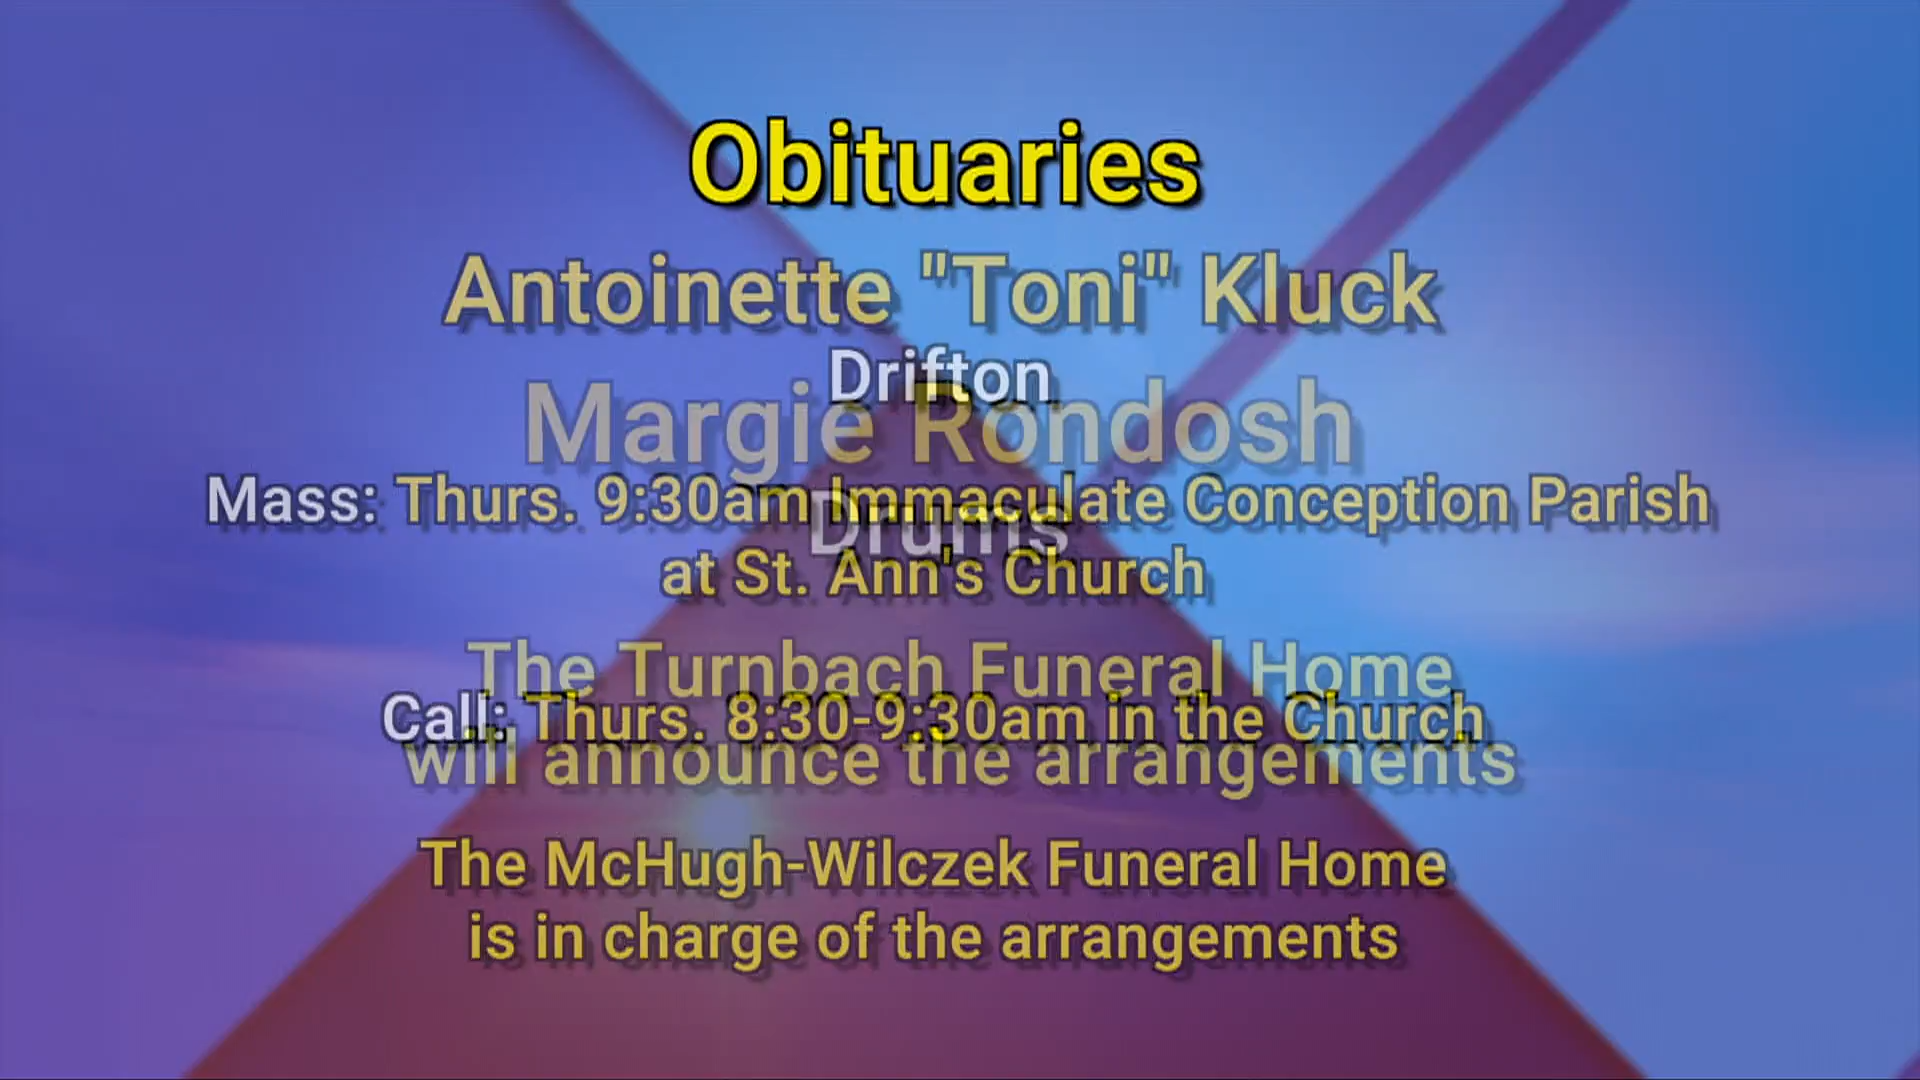 Obituaries
Antoinette "Toni" Kluck
Drifton
Margie Rondosh
Mass: Thurs. 9:30am Immaculate Conception Parish
Drums
at St. Ann's Church
The Turnbach Funeral Home
Call: Thurs. 8:30-9:30am in the Church
will announce the arrangements
The McHugh-Wilczek Funeral Home
is in charge of the arrangements